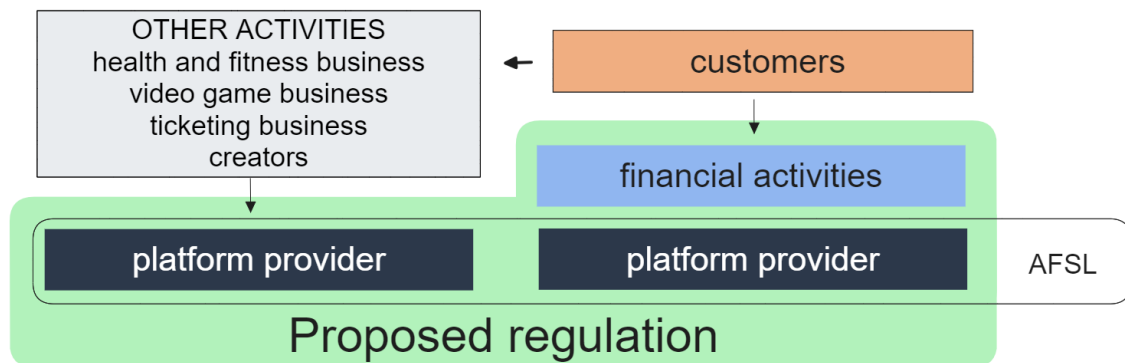 OTHER ACTIVITIES
health and fitness business
video game business
ticketing business
creators
customers
financial activities
platform provider
platform provider
AFSL
Proposed regulation